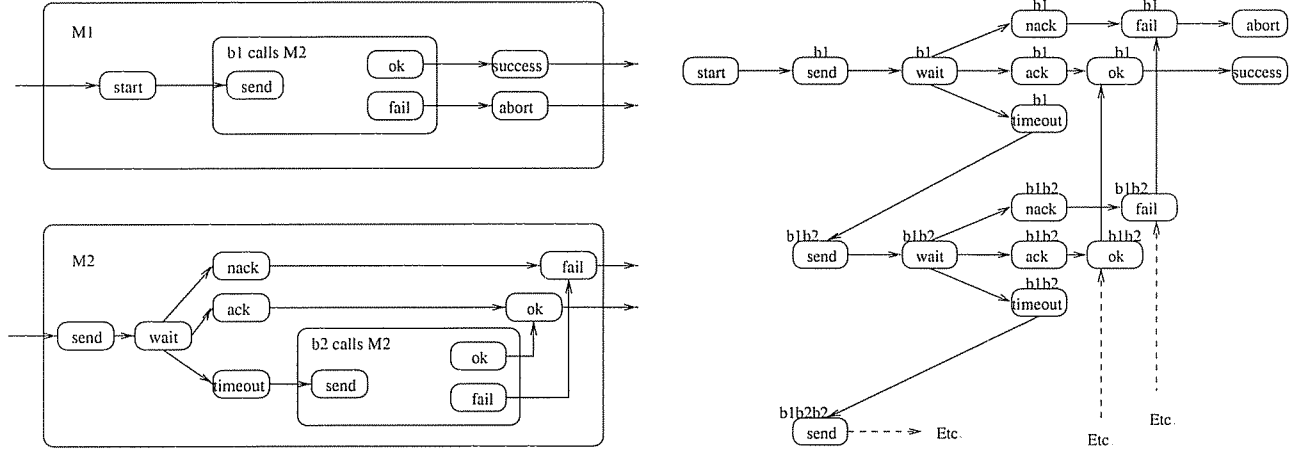 M1
b1 calls M2
start
send
ok
success
fail
abort
M2
nack
fail
ack
ok
send
wait
b2 calls M2
ok
timeout
send
fail
b1
b1
nack
fail
abort
b1
b1
b1
b1
start
send
wait
ack
ok
success
b1
timeout
b1b2
b1b2
nack
fail
b1b2
b1b2
b1b2
b1b2
send
wait
ack
ok
b1b2
timeout
b1b2b2
send
Etc.
Etc.
Etc.